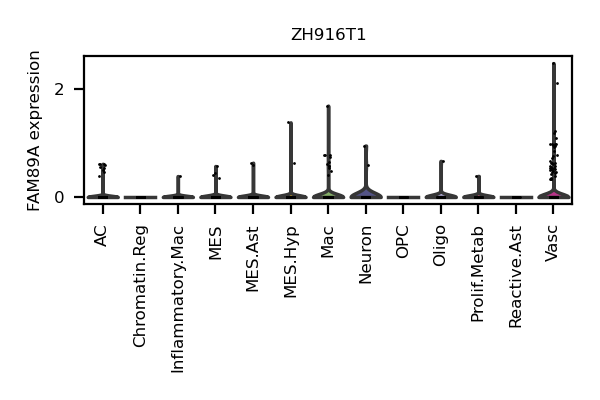 ZH916T1
FAM89A expression
2
0
AC
Chromatin.Reg
Inflammatory.Mac
MES
MES.Ast
MES.Hyp
Mac
Neuron
OPC
Oligo
Prolif.Metab
Reactive.Ast
Vasc